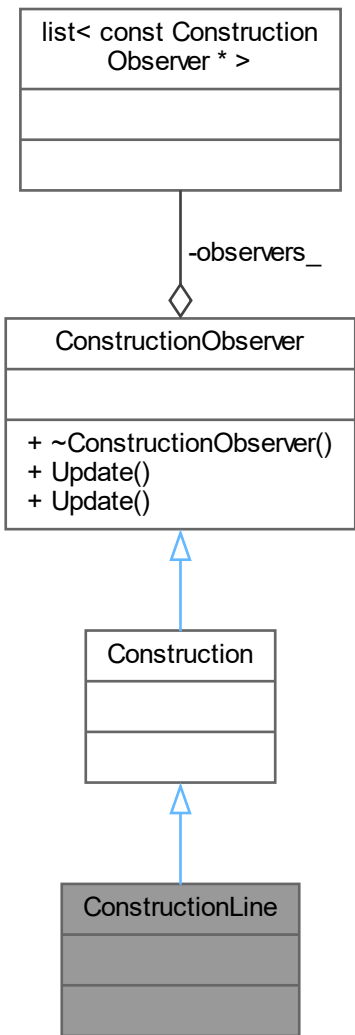 list< const Construction
Observer * >
-observers_
ConstructionObserver
+ ~ConstructionObserver()
+ Update()
+ Update()
Construction
ConstructionLine